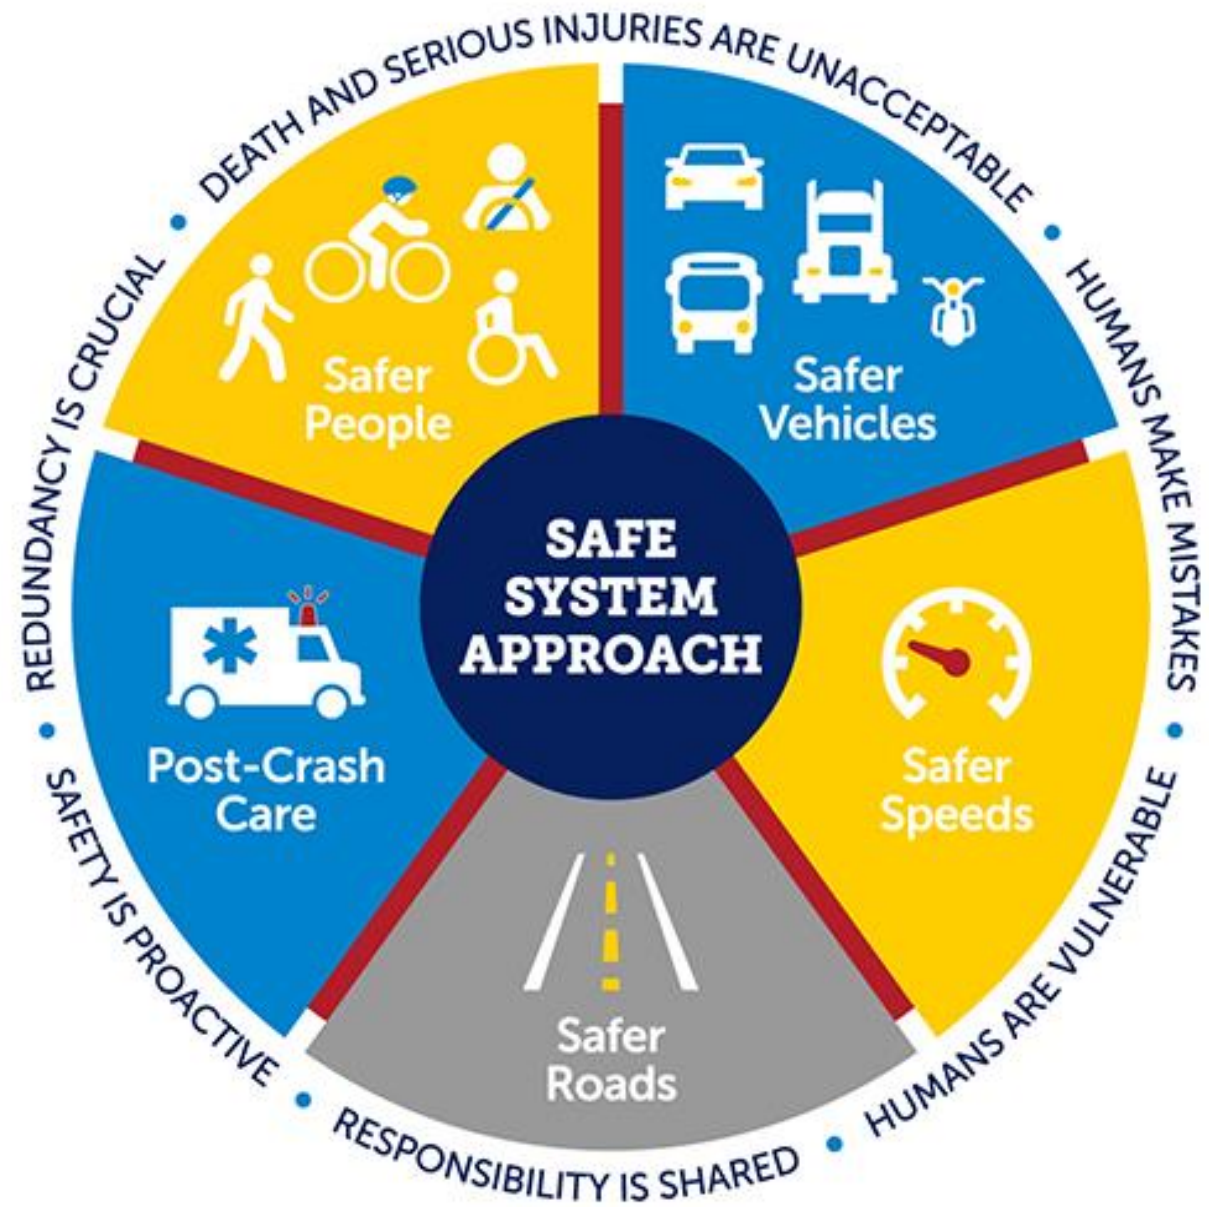 DEATH AND SERIOUS INJURIES ARE UNACCEPTABLE
HUMANS MAKE MISTAKES
HUMANS ARE VULNERABLE
RESPONSIBILITY IS SHARED
SAFETY IS PROACTIVE
REDUNDANCY IS CRUCIAL
Safer
People
Safer
Vehicles
SAFE
SYSTEM
APPROACH
Safer
Speeds
Safer
Roads
Post-Crash
Care